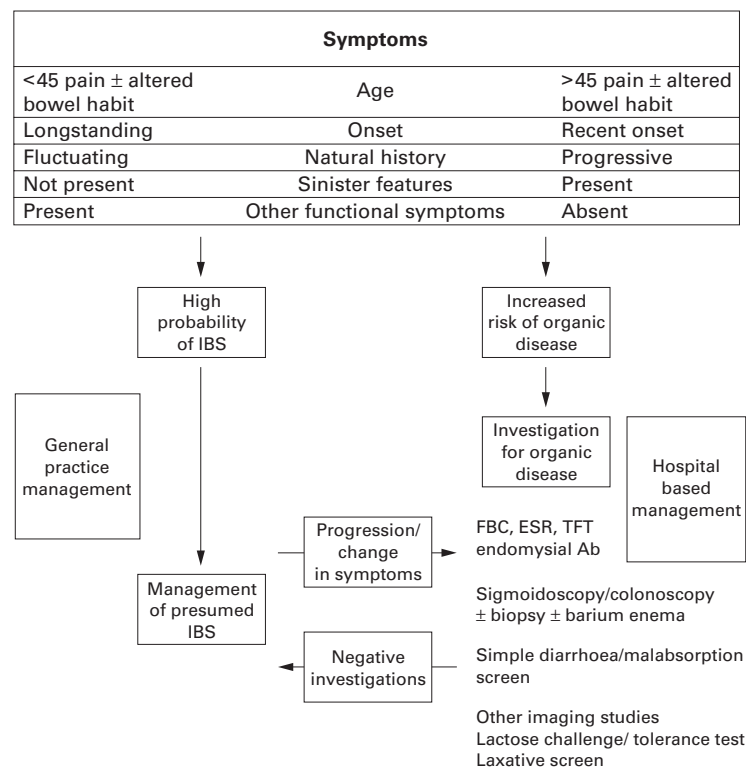 Symptoms
<45 pain ± altered
bowel habit
Age
>45 pain ± altered
bowel habit
Longstanding Onset Recent onset
Fluctuating Natural history Progressive
Not present Sinister features Present
Present Other functional symptoms Absent
High
probability
of IBS
Increased
risk of organic
disease
General
practice
management
Investigation
for organic
disease
Hospital
based
management
Progression/
change
in symptoms
FBC, ESR, TFT
endomysial Ab
Management
of presumed
IBS
Sigmoidoscopy/colonoscopy
± biopsy ± barium enema
Negative
investigations
Simple diarrhoea/malabsorption
screen
Other imaging studies
Lactose challenge/ tolerance test
Laxative screen